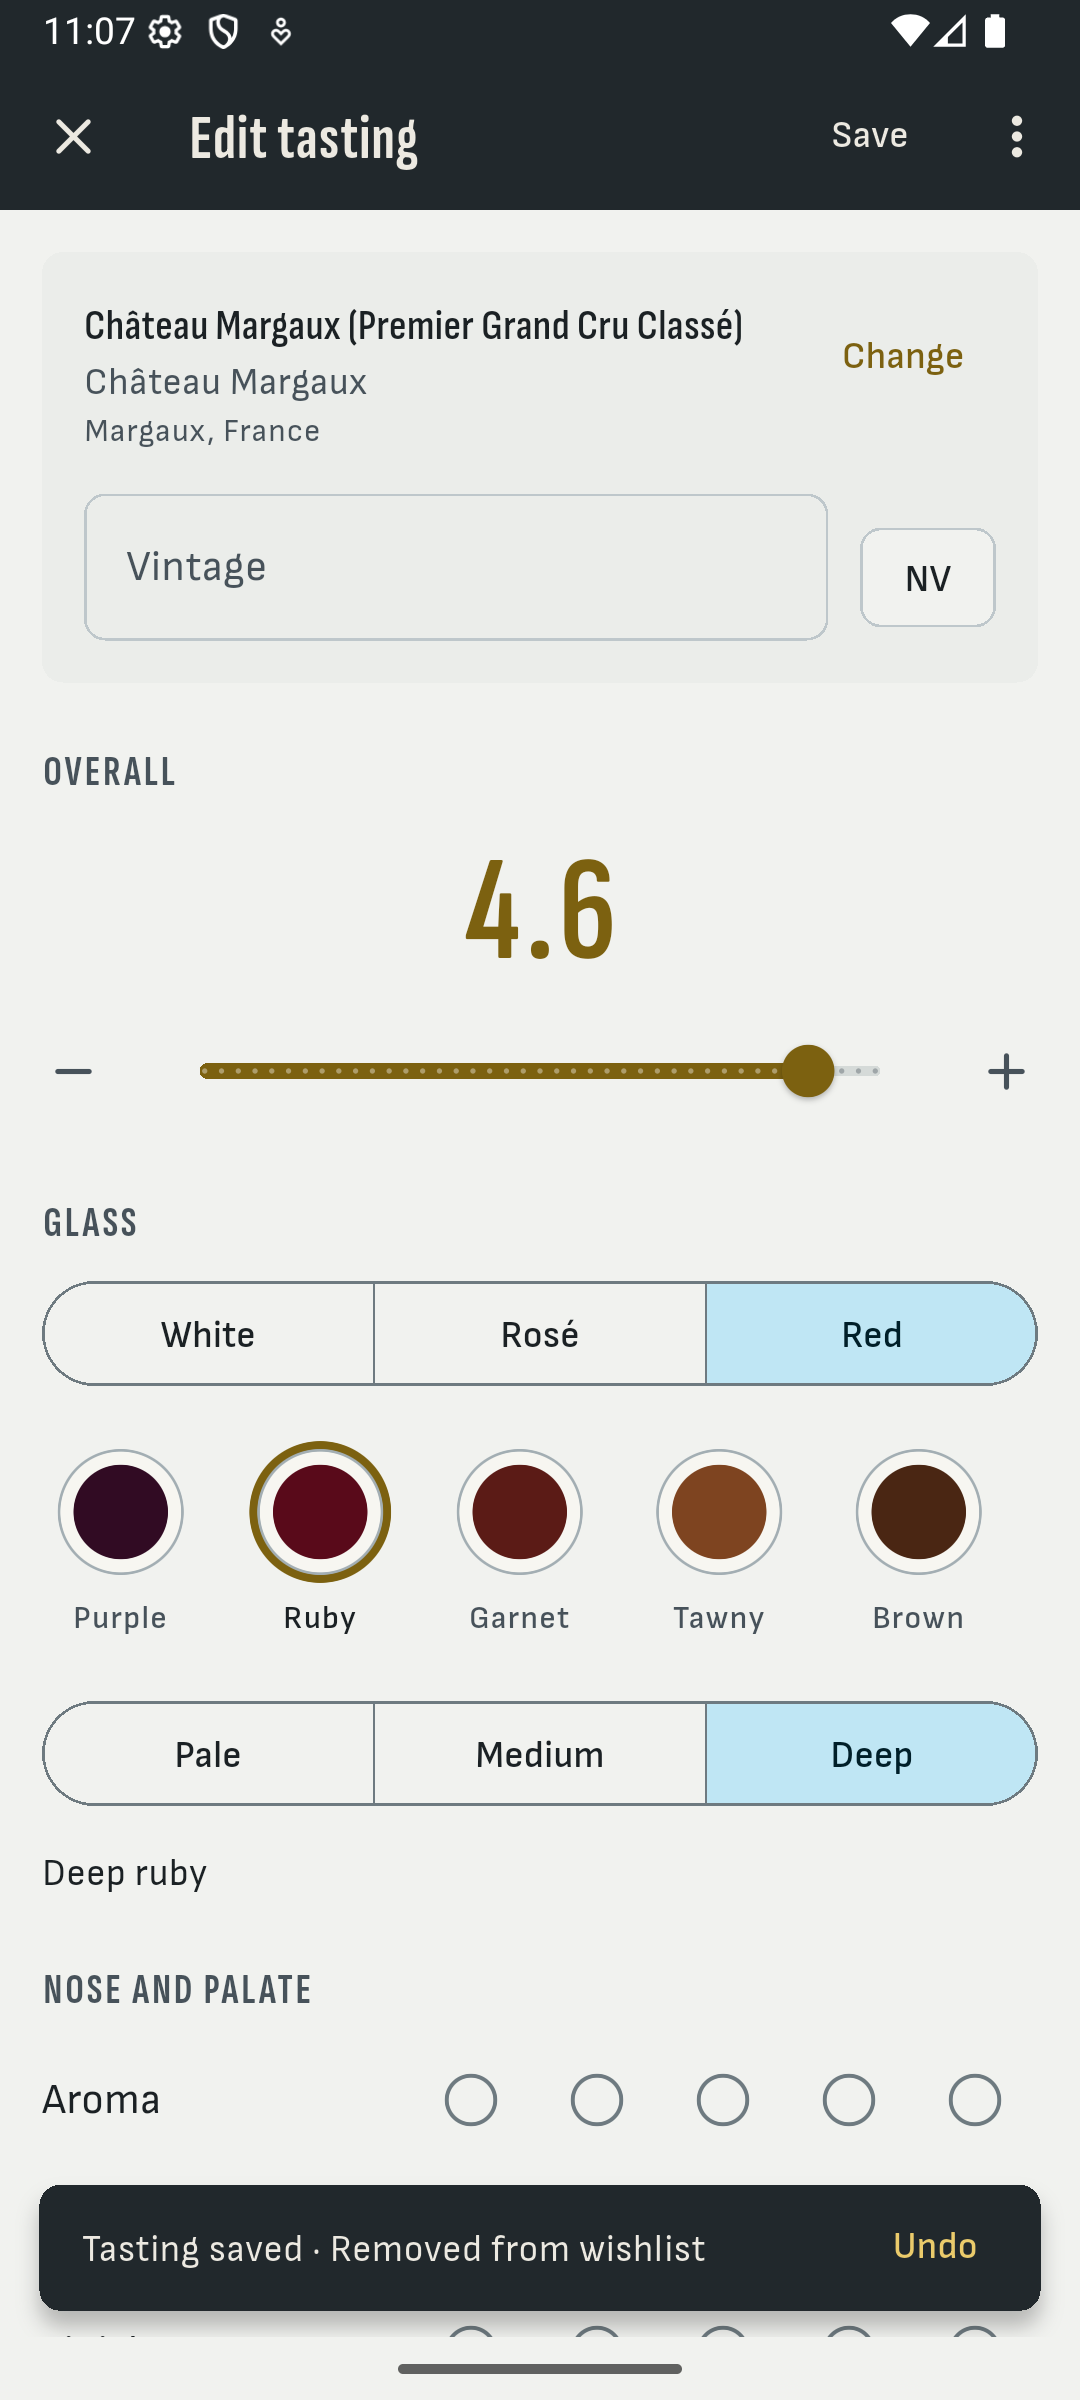 11:07
Edit tasting
Save
Château Margaux (Premier Grand Cru Classé)
Change
Château Margaux
Margaux, France
Vintage
NV
OVERALL
4.6
GLASS
White
Rosé
Red
Purple
Ruby
Garnet
Tawny
Brown
Pale
Medium
Deep
Deep ruby
NOSE AND PALATE
Aroma
Tasting saved · Removed from wishlist
Undo